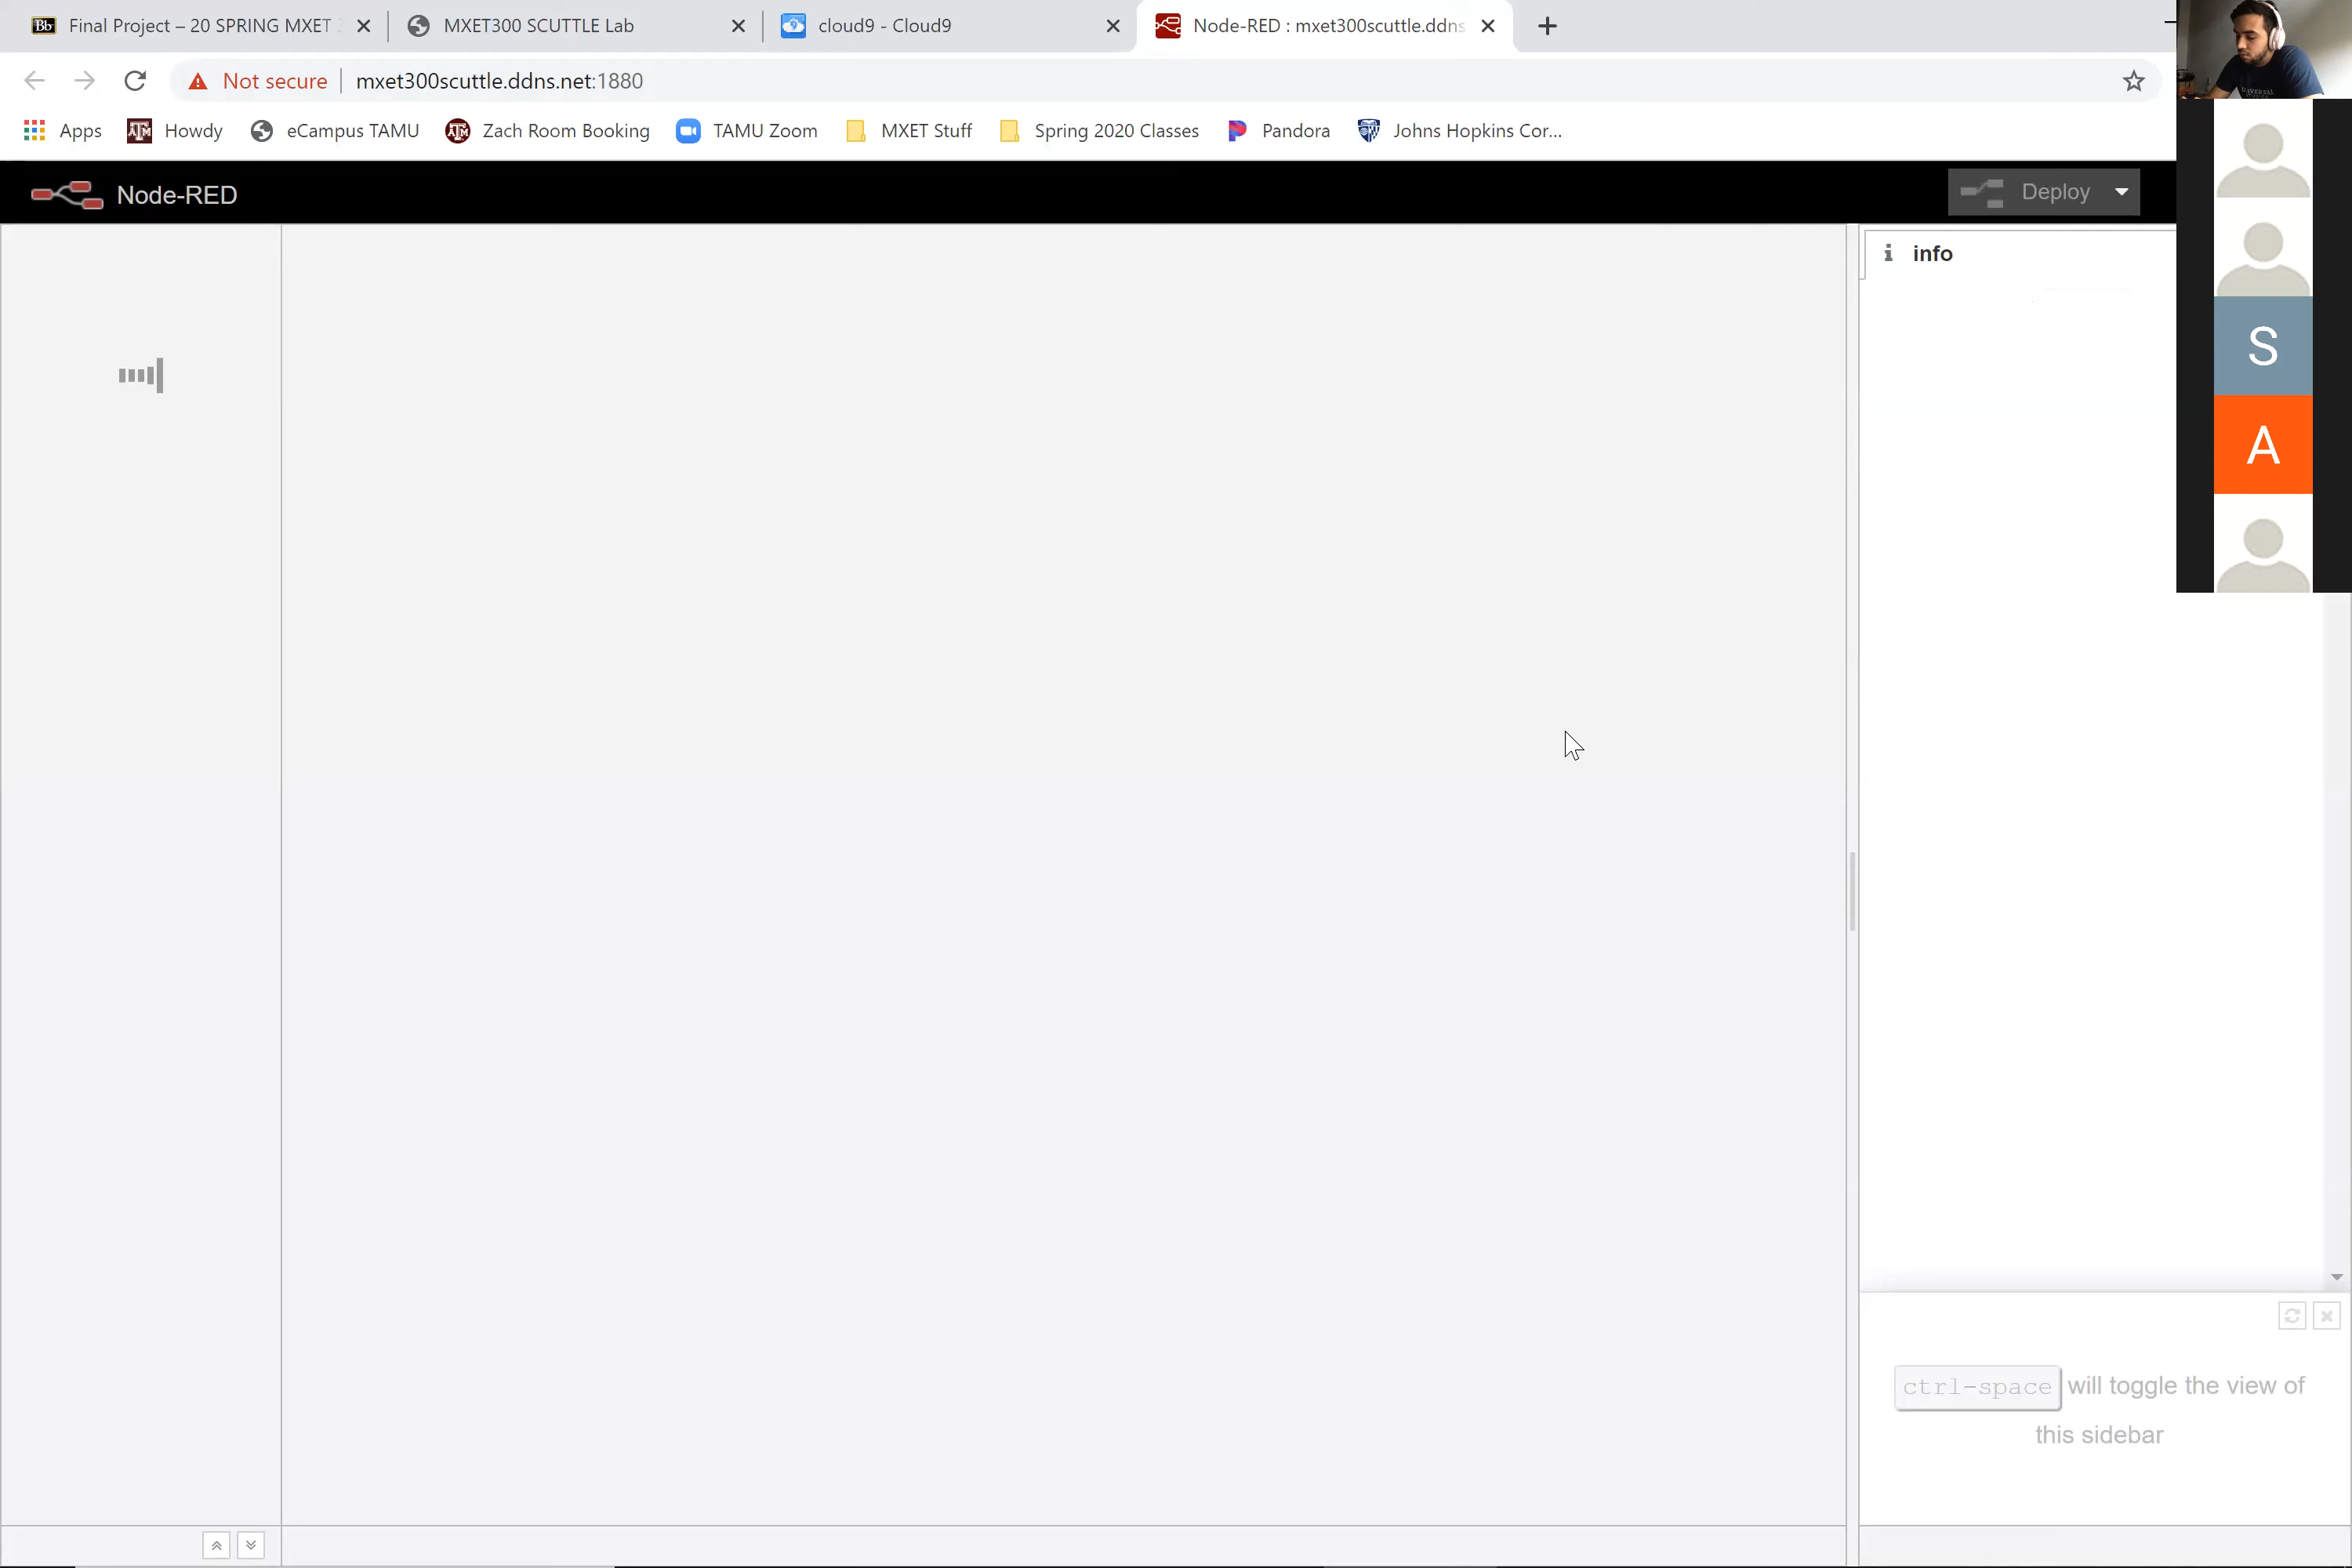 Final Project – 20 SPRING MXET
MXET300 SCUTTLE Lab
cloud9 - Cloud9
Node-RED : mxet300scuttle.ddns
Not secure
mxet300scuttle.ddns.net:1880
Apps
Howdy
eCampus TAMU
Zach Room Booking
TAMU Zoom
MXET Stuff
Spring 2020 Classes
Pandora
Johns Hopkins Cor...
Node-RED
Deploy
i info
S
A
ctrl-space will toggle the view of
this sidebar